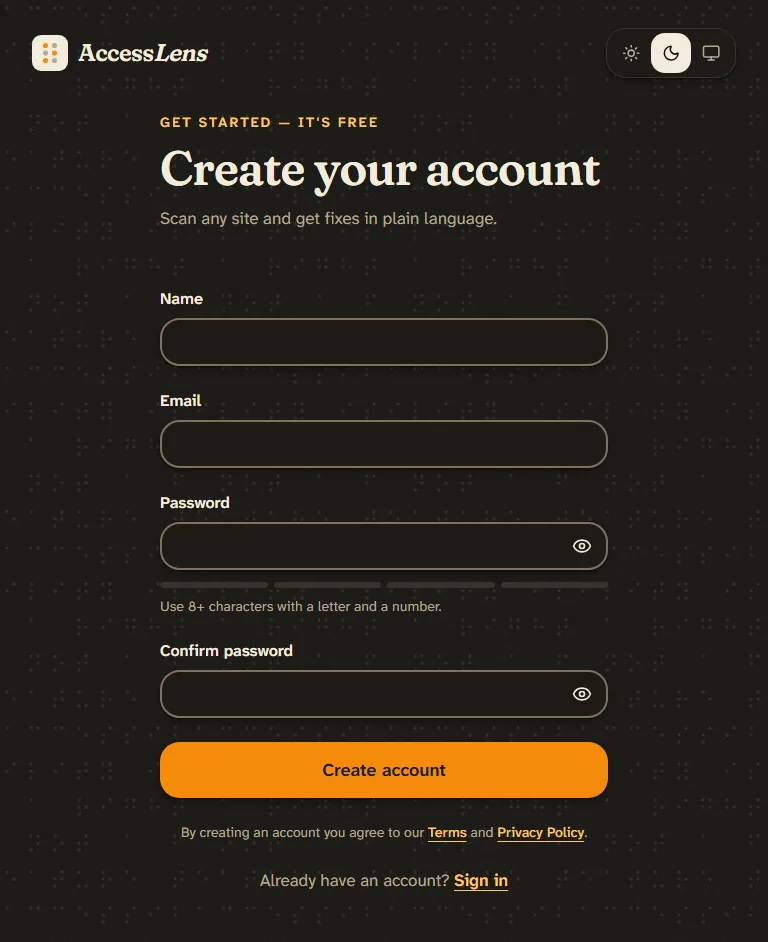 AccessLens
GET STARTED — IT'S FREE
Create your account
Scan any site and get fixes in plain language.
Name
Email
Password
Use 8+ characters with a letter and a number.
Confirm password
Create account
By creating an account you agree to our Terms and Privacy Policy.
Already have an account? Sign in